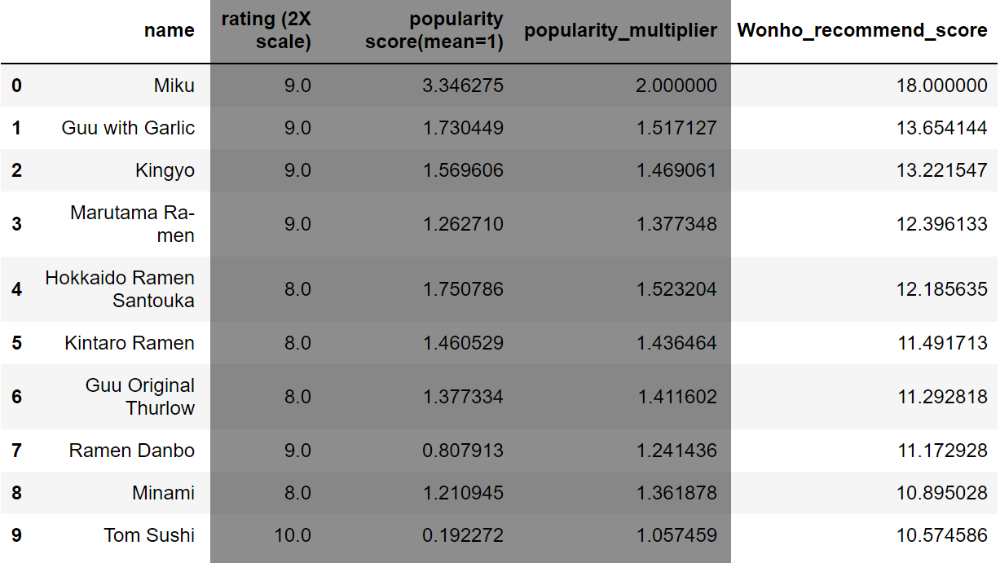 name rating (2X scale) popularity score(mean=1) popularity_multiplier Wonho_recommend_score
0 Miku 9.0 3.346275 2.000000 18.000000
1 Guu with Garlic 9.0 1.730449 1.517127 13.654144
2 Kingyo 9.0 1.569606 1.469061 13.221547
3 Marutama Ra-
men 9.0 1.262710 1.377348 12.396133
4 Hokkaido Ramen
Santouka 8.0 1.750786 1.523204 12.185635
5 Kintaro Ramen 8.0 1.460529 1.436464 11.491713
6 Guu Original
Thurlow 8.0 1.377334 1.411602 11.292818
7 Ramen Danbo 9.0 0.807913 1.241436 11.172928
8 Minami 8.0 1.210945 1.361878 10.895028
9 Tom Sushi 10.0 0.192272 1.057459 10.574586